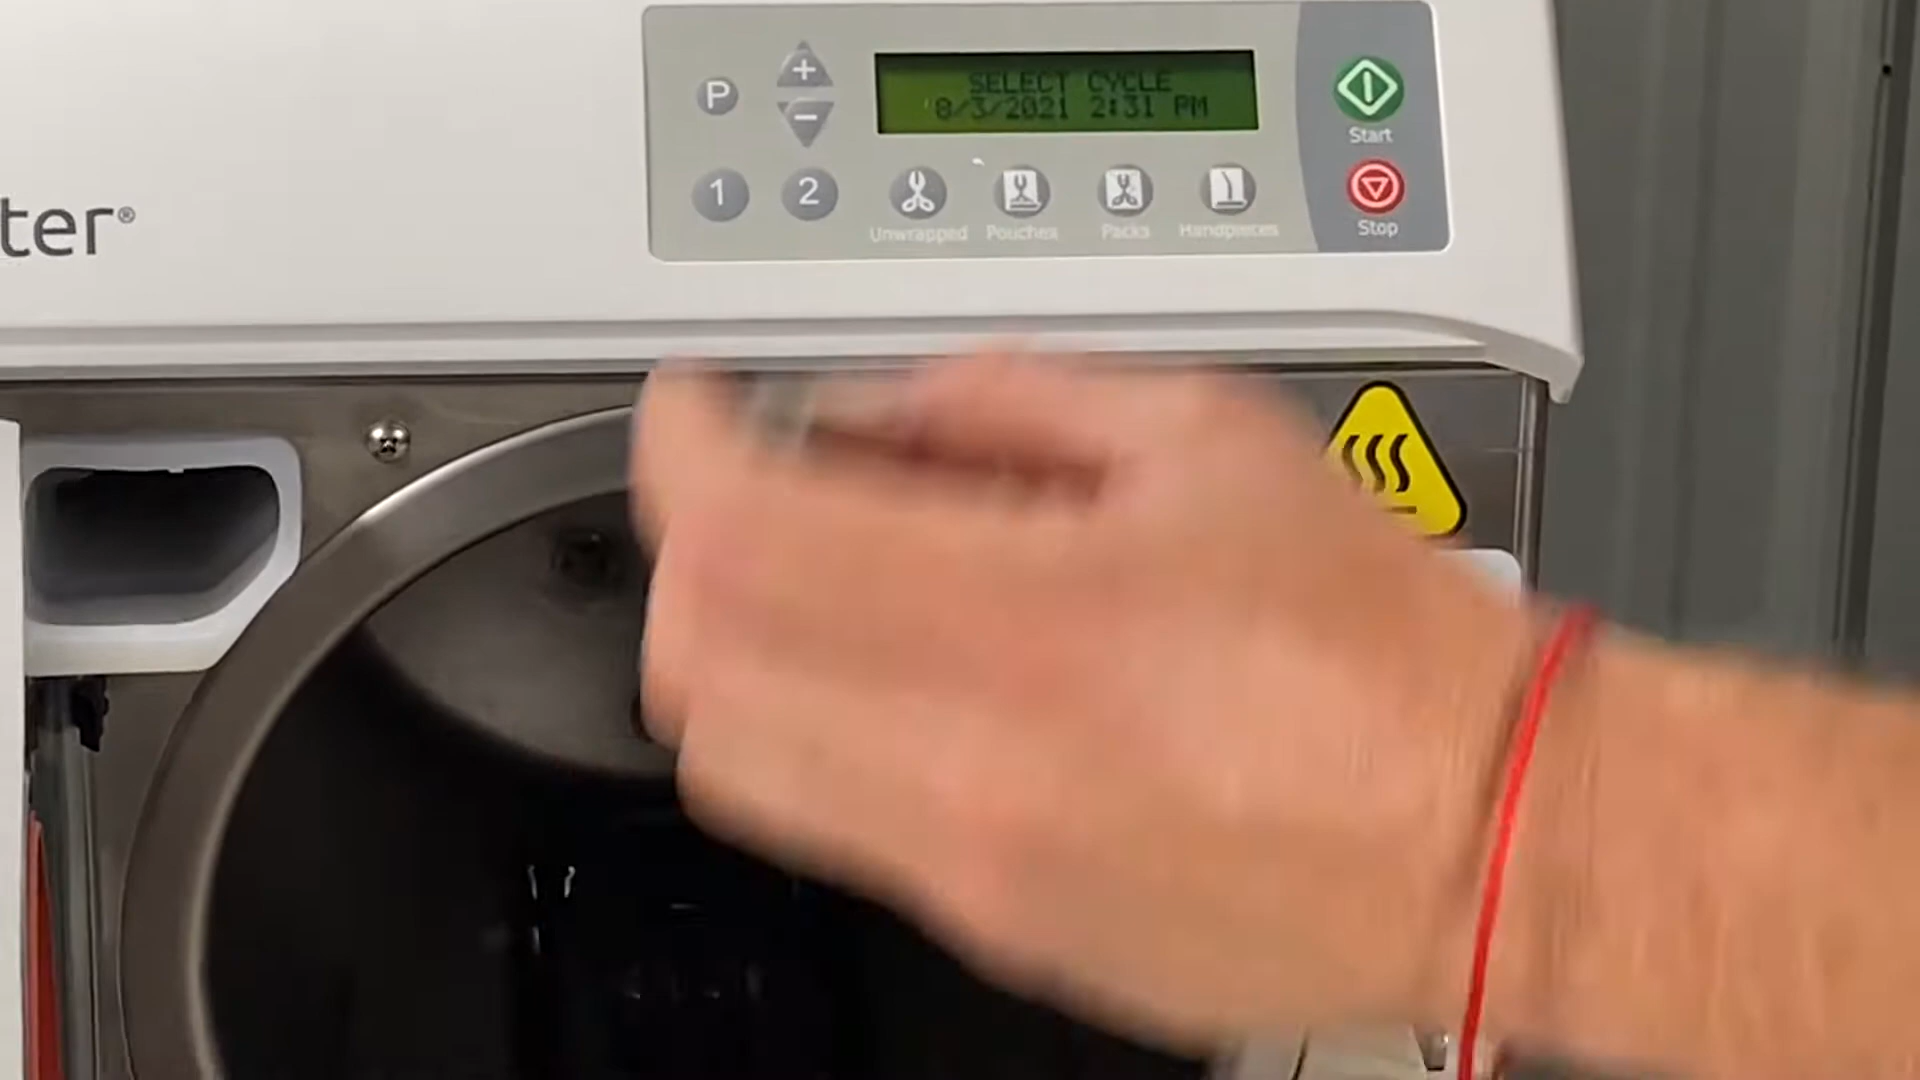 SELECT CYCLE
8/3/2021 2:31 PM
P
+
-
1
2
Unwrapped
Pouches
Packs
Handpieces
Start
Stop
ter®